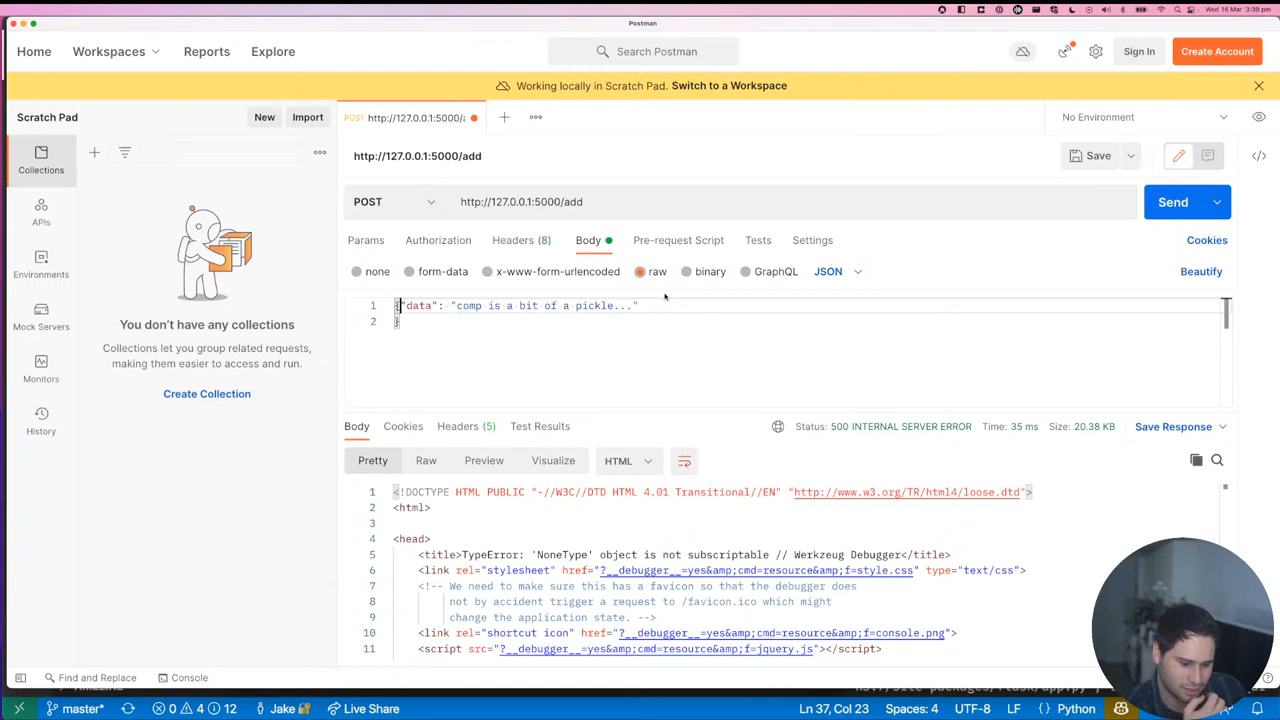 Wed 16 Mar 3:39 pm
Postman
Home Workspaces Reports Explore
Search Postman
Sign In
Create Account
Working locally in Scratch Pad. Switch to a Workspace
Scratch Pad
New
Import
POST http://127.0.0.1:5000/a
No Environment
Collections
http://127.0.0.1:5000/add
Save
POST http://127.0.0.1:5000/add
Send
APIs
Params Authorization Headers (8) Body Pre-request Script Tests Settings
Cookies
Environments
none form-data x-www-form-urlencoded raw binary GraphQL JSON
Beautify
Mock Servers
1 {"data": "comp is a bit of a pickle..."
2 }
You don't have any collections
Collections let you group related requests,
making them easier to access and run.
Monitors
Create Collection
History
Body Cookies Headers (5) Test Results
Status: 500 INTERNAL SERVER ERROR Time: 35 ms Size: 20.38 KB Save Response
Pretty Raw Preview Visualize HTML
1 <!DOCTYPE HTML PUBLIC "-//W3C//DTD HTML 4.01 Transitional//EN" "http://www.w3.org/TR/html4/loose.dtd">
2 <html>
3
4 <head>
5 <title>TypeError: 'NoneType' object is not subscriptable // Werkzeug Debugger</title>
6 <link rel="stylesheet" href="?__debugger__=yes&amp;cmd=resource&amp;f=style.css" type="text/css">
7 <!-- We need to make sure this has a favicon so that the debugger does
8 not by accident trigger a request to /favicon.ico which might
9 change the application state. -->
10 <link rel="shortcut icon" href="?__debugger__=yes&amp;cmd=resource&amp;f=console.png">
11 <script src="?__debugger__=yes&amp;cmd=resource&amp;f=jquery.js"></script>
Find and Replace Console
master* 0 4 12 Jake Live Share
Ln 37, Col 23 Spaces: 4 UTF-8 LF Python